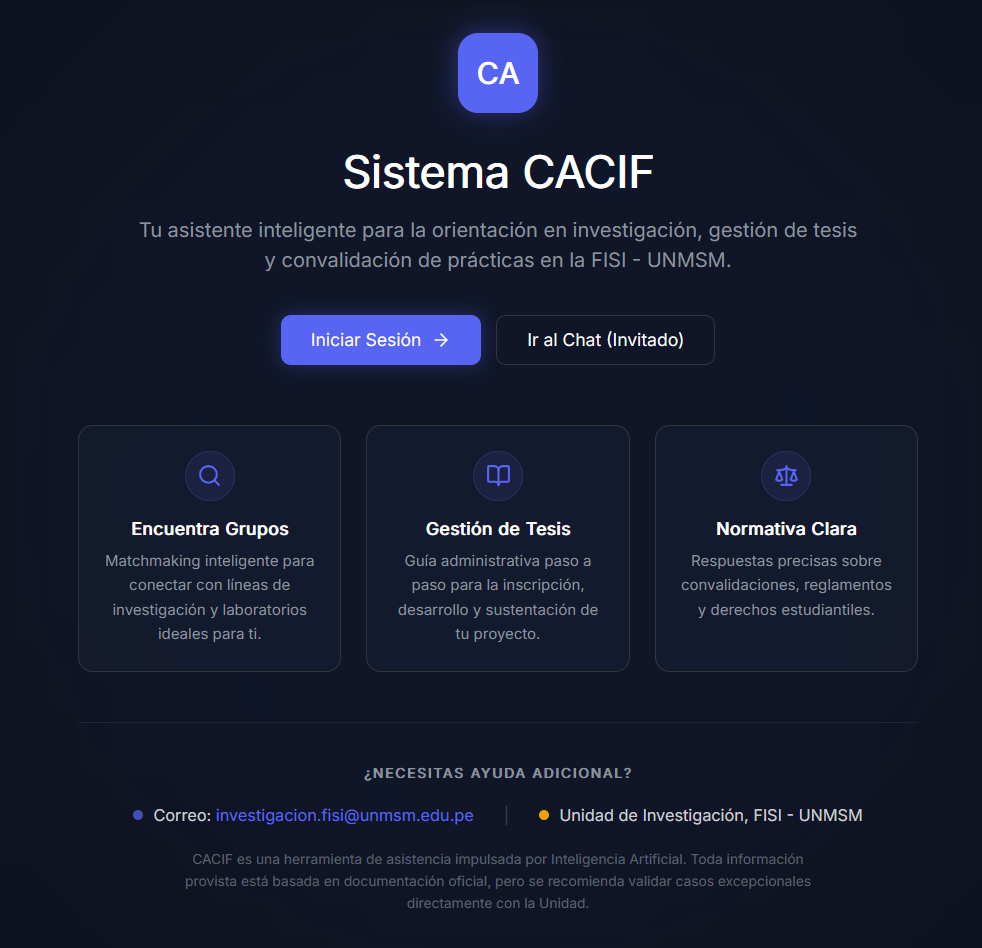 CA
Sistema CACIF
Tu asistente inteligente para la orientación en investigación, gestión de tesis
y convalidación de prácticas en la FISI - UNMSM.
Iniciar Sesión →
Ir al Chat (Invitado)
Encuentra Grupos
Matchmaking inteligente para
conectar con líneas de
investigación y laboratorios
ideales para ti.
Gestión de Tesis
Guía administrativa paso a
paso para la inscripción,
desarrollo y sustentación de
tu proyecto.
Normativa Clara
Respuestas precisas sobre
convalidaciones, reglamentos
y derechos estudiantiles.
¿NECESITAS AYUDA ADICIONAL?
Correo: investigacion.fisi@unmsm.edu.pe
Unidad de Investigación, FISI - UNMSM
CACIF es una herramienta de asistencia impulsada por Inteligencia Artificial. Toda información
provista está basada en documentación oficial, pero se recomienda validar casos excepcionales
directamente con la Unidad.